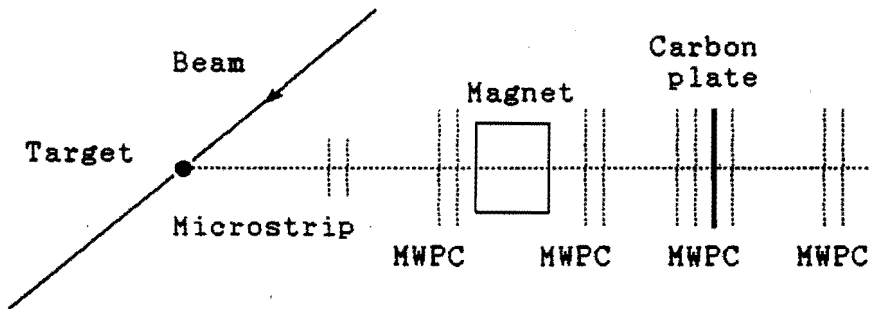 Beam
Carbon
plate
Magnet
Target
Microstrip
MWPC
MWPC
MWPC
MWPC